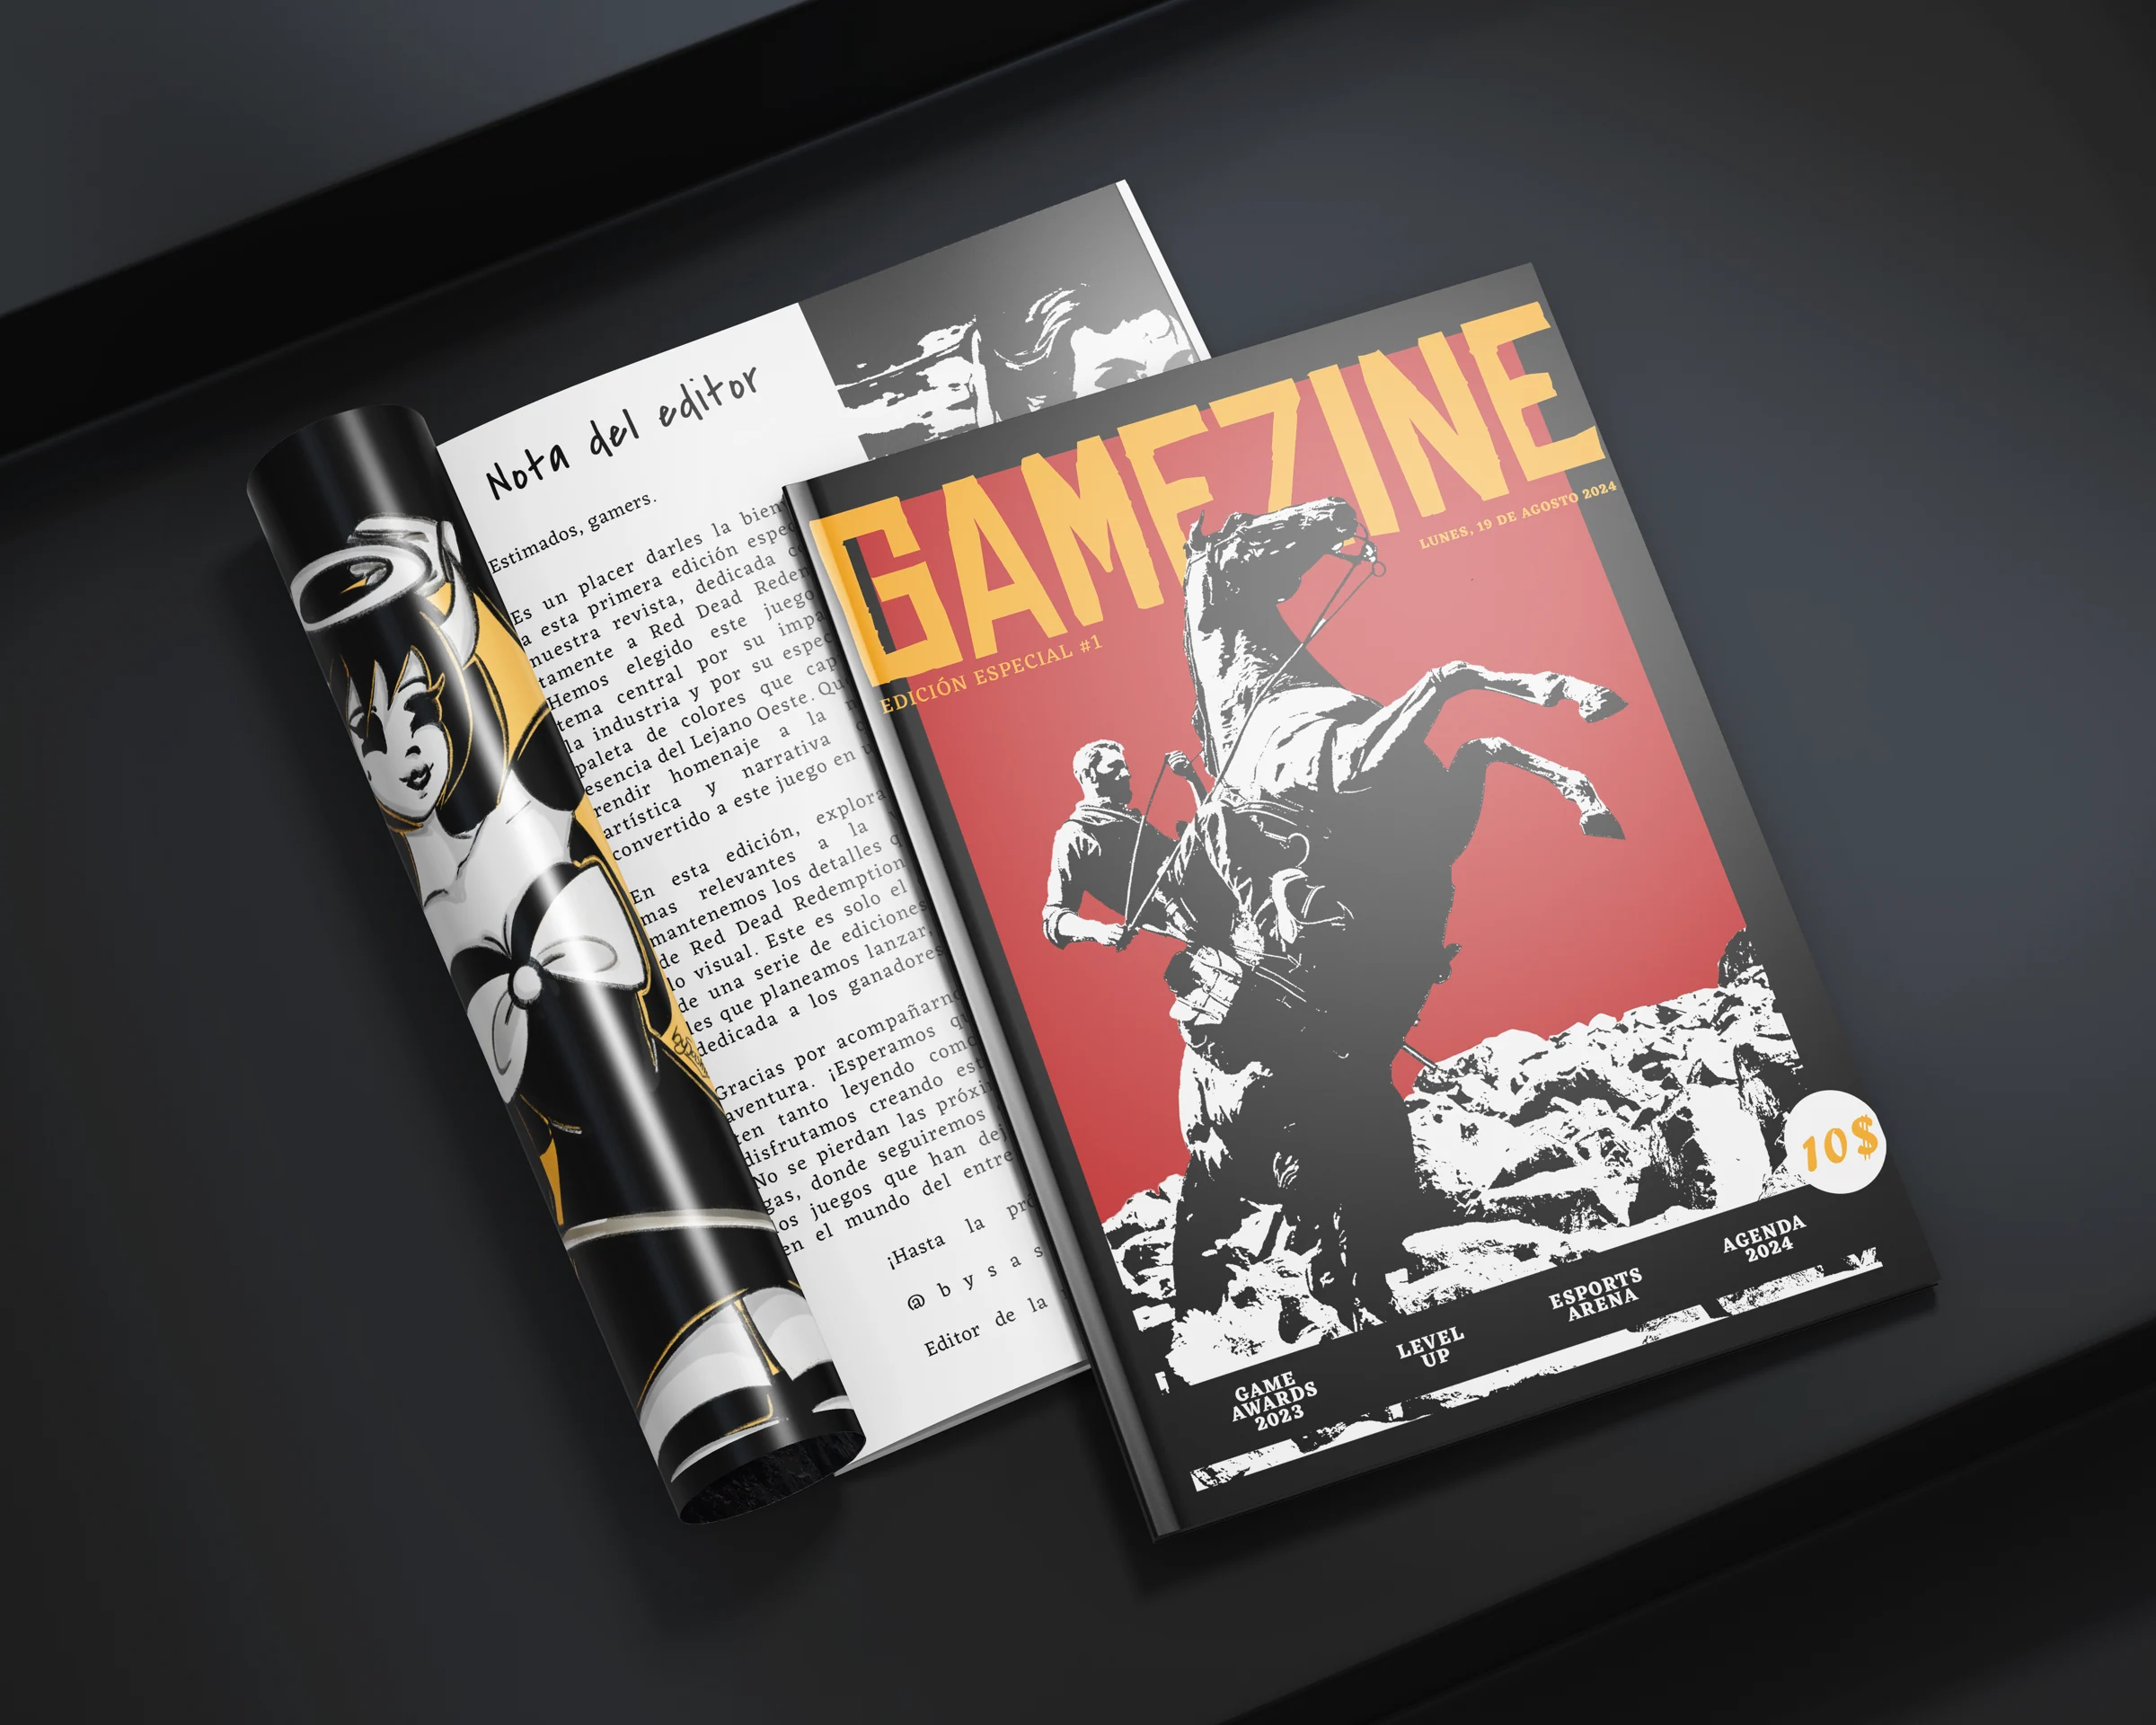 Nota del editor
Estimados, gamers.
Es un placer darles la
a esta primera edición
nuestra revista, dedicada
tamente a Red Dead
Hemos elegido este juego
tema central por su
la industria y por su
paleta de colores que
esencia del Lejano Oeste.
rendir homenaje a la
artística y narrativa
convertido a este juego en
En esta edición,
mas relevantes a la
mantenemos los detalles
de Red Dead Redemption
lo visual. Este es solo el
de una serie de ediciones
les que planeamos lanzar,
dedicada a los ganadores
Gracias por
aventura. ¡Esperamos
ten tanto leyendo como
disfrutamos creando
No se pierdan las
gas, donde seguiremos
los juegos que han
en el mundo del
¡Hasta la
@ b y s a s
Editor de la
GAMEZINE
LUNES, 19 DE AGOSTO 2024
EDICIÓN ESPECIAL #1
10$
GAME
AWARDS
2023
LEVEL
UP
ESPORTS
ARENA
AGENDA
2024